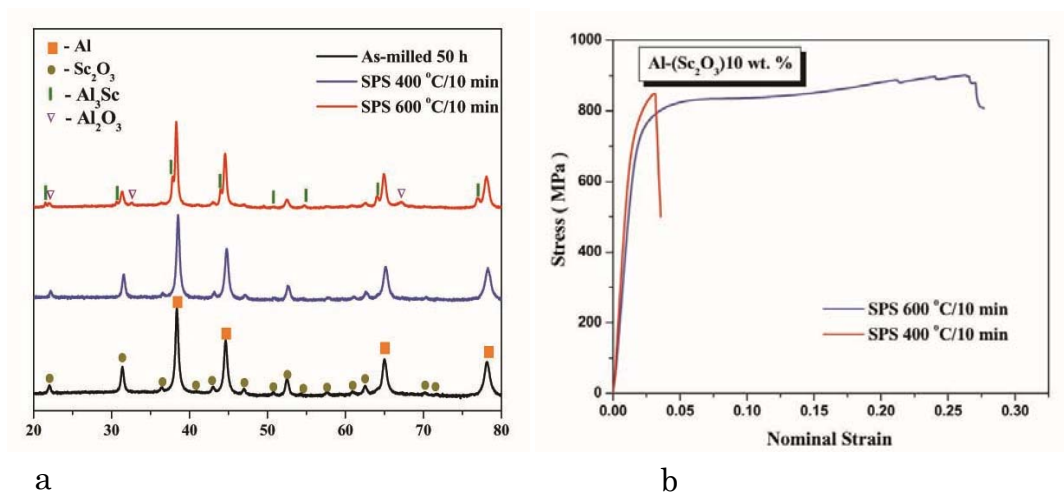 - Al
- Sc₂O₃
- Al₃Sc
- Al₂O₃
As-milled 50 h
SPS 400 °C/10 min
SPS 600 °C/10 min
20 30 40 50 60 70 80
a
1000
800
600
400
200
0
Stress ( MPa )
Al-(Sc₂O₃)10 wt. %
SPS 600 °C/10 min
SPS 400 °C/10 min
0.00 0.05 0.10 0.15 0.20 0.25 0.30
Nominal Strain
b